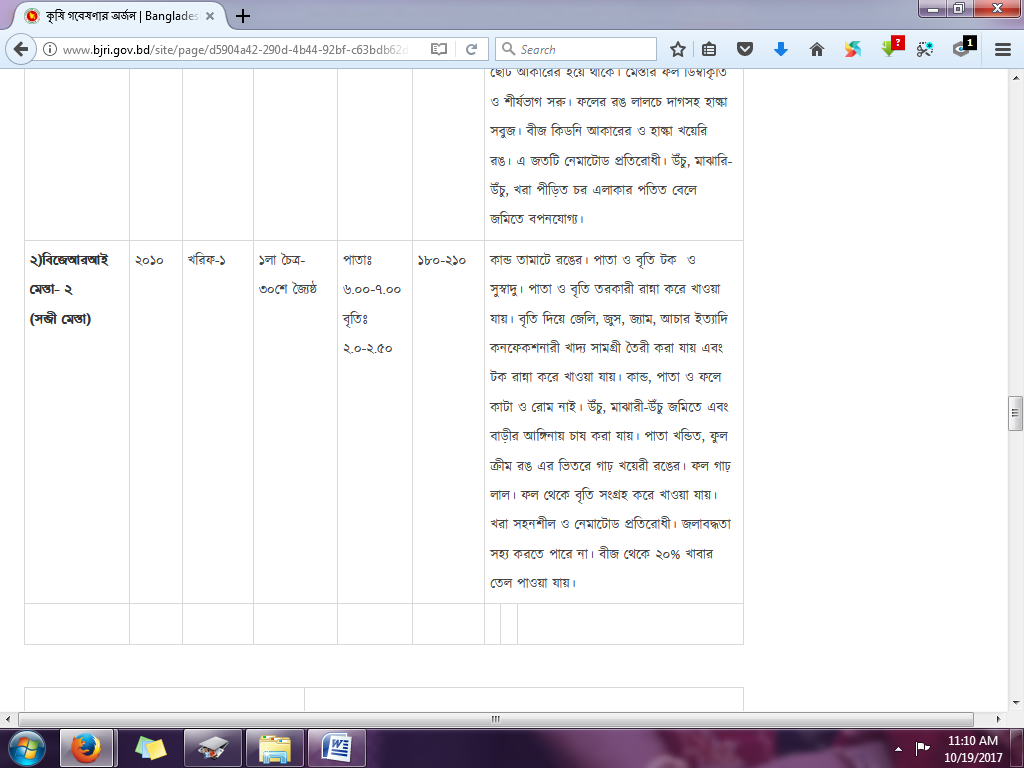 কৃষি গবেষণার অর্জন | Banglades
www.bjri.gov.bd/site/page/d5904a42-290d-4b44-92bf-c63bdb62d
Search
?
1
ছোট আকারের হয়ে থাকে। মেস্তার ফল ডিম্বাকৃতি
ও শীর্ষভাগ সরু। ফলের রঙ লালচে দাগসহ হাল্কা
সবুজ। বীজ কিডনি আকারের ও হাল্কা খয়েরি
রঙ। এ জতটি নেমাটোড প্রতিরোধী। উঁচু, মাঝারি-
উঁচু, খরা পীড়িত চর এলাকার পতিত বেলে
জমিতে বপনযোগ্য।
২)বিজেআরআই
মেস্তা- ২
(সব্জী মেস্তা)
২০১০
খরিফ-১
১লা চৈত্র-
৩০শে জ্যৈষ্ঠ
পাতাঃ
৬.০০-৭.০০
বৃতিঃ
২.০-২.৫০
১৮০-২১০
কান্ড তামাটে রঙের। পাতা ও বৃতি টক ও
সুস্বাদু। পাতা ও বৃতি তরকারী রান্না করে খাওয়া
যায়। বৃতি দিয়ে জেলি, জুস, জ্যাম, আচার ইত্যাদি
কনফেকশনারী খাদ্য সামগ্রী তৈরী করা যায় এবং
টক রান্না করে খাওয়া যায়। কান্ড, পাতা ও ফলে
কাটা ও রোম নাই। উঁচু, মাঝারী-উঁচু জমিতে এবং
বাড়ীর আঙ্গিনায় চাষ করা যায়। পাতা খন্ডিত, ফুল
ক্রীম রঙ এর ভিতরে গাঢ় খয়েরী রঙের। ফল গাঢ়
লাল। ফল থেকে বৃতি সংগ্রহ করে খাওয়া যায়।
খরা সহনশীল ও নেমাটোড প্রতিরোধী। জলাবদ্ধতা
সহ্য করতে পারে না। বীজ থেকে ২০% খাবার
তেল পাওয়া যায়।
11:10 AM
10/19/2017